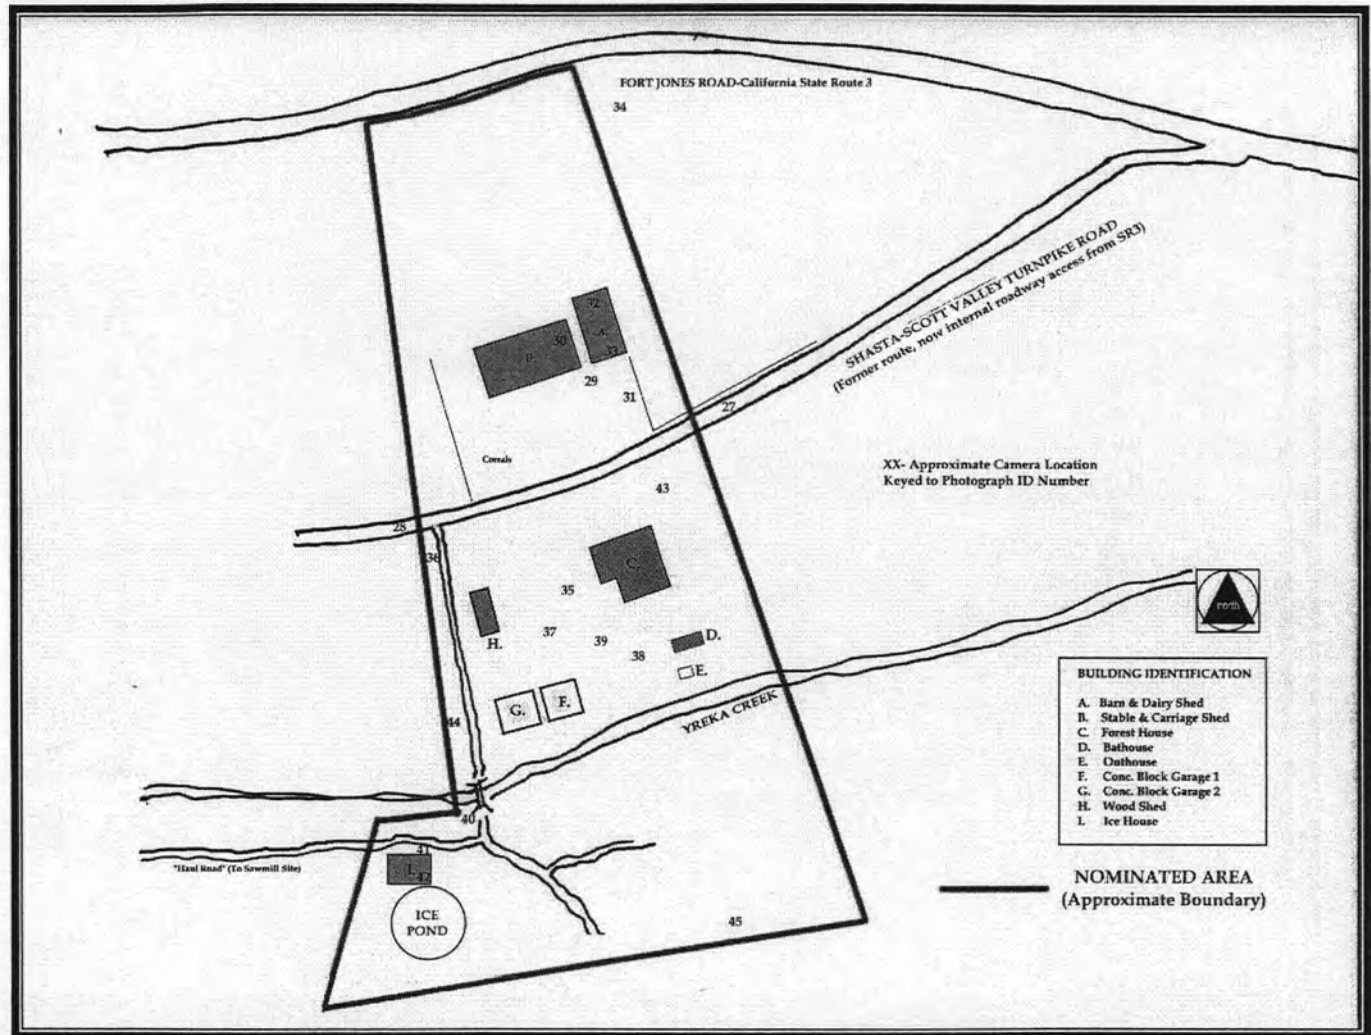 FORT JONES ROAD-California State Route 3
34
SHASTA-SCOTT VALLEY TURNPIKE ROAD
(Former route, now internal roadway access from SR3)
32
A.
33
30
B.
29
31
27
Corrals
XX- Approximate Camera Location
Keyed to Photograph ID Number
43
28
36
C.
35
37
39
38
H.
D.
E.
north
G.
F.
44
YREKA CREEK
BUILDING IDENTIFICATION
A. Barn & Dairy Shed
B. Stable & Carriage Shed
C. Forest House
D. Bathouse
E. Outhouse
F. Conc. Block Garage 1
G. Conc. Block Garage 2
H. Wood Shed
I. Ice House
40
41
"Haul Road" (To Sawmill Site)
I.
42
ICE
POND
45
NOMINATED AREA
(Approximate Boundary)